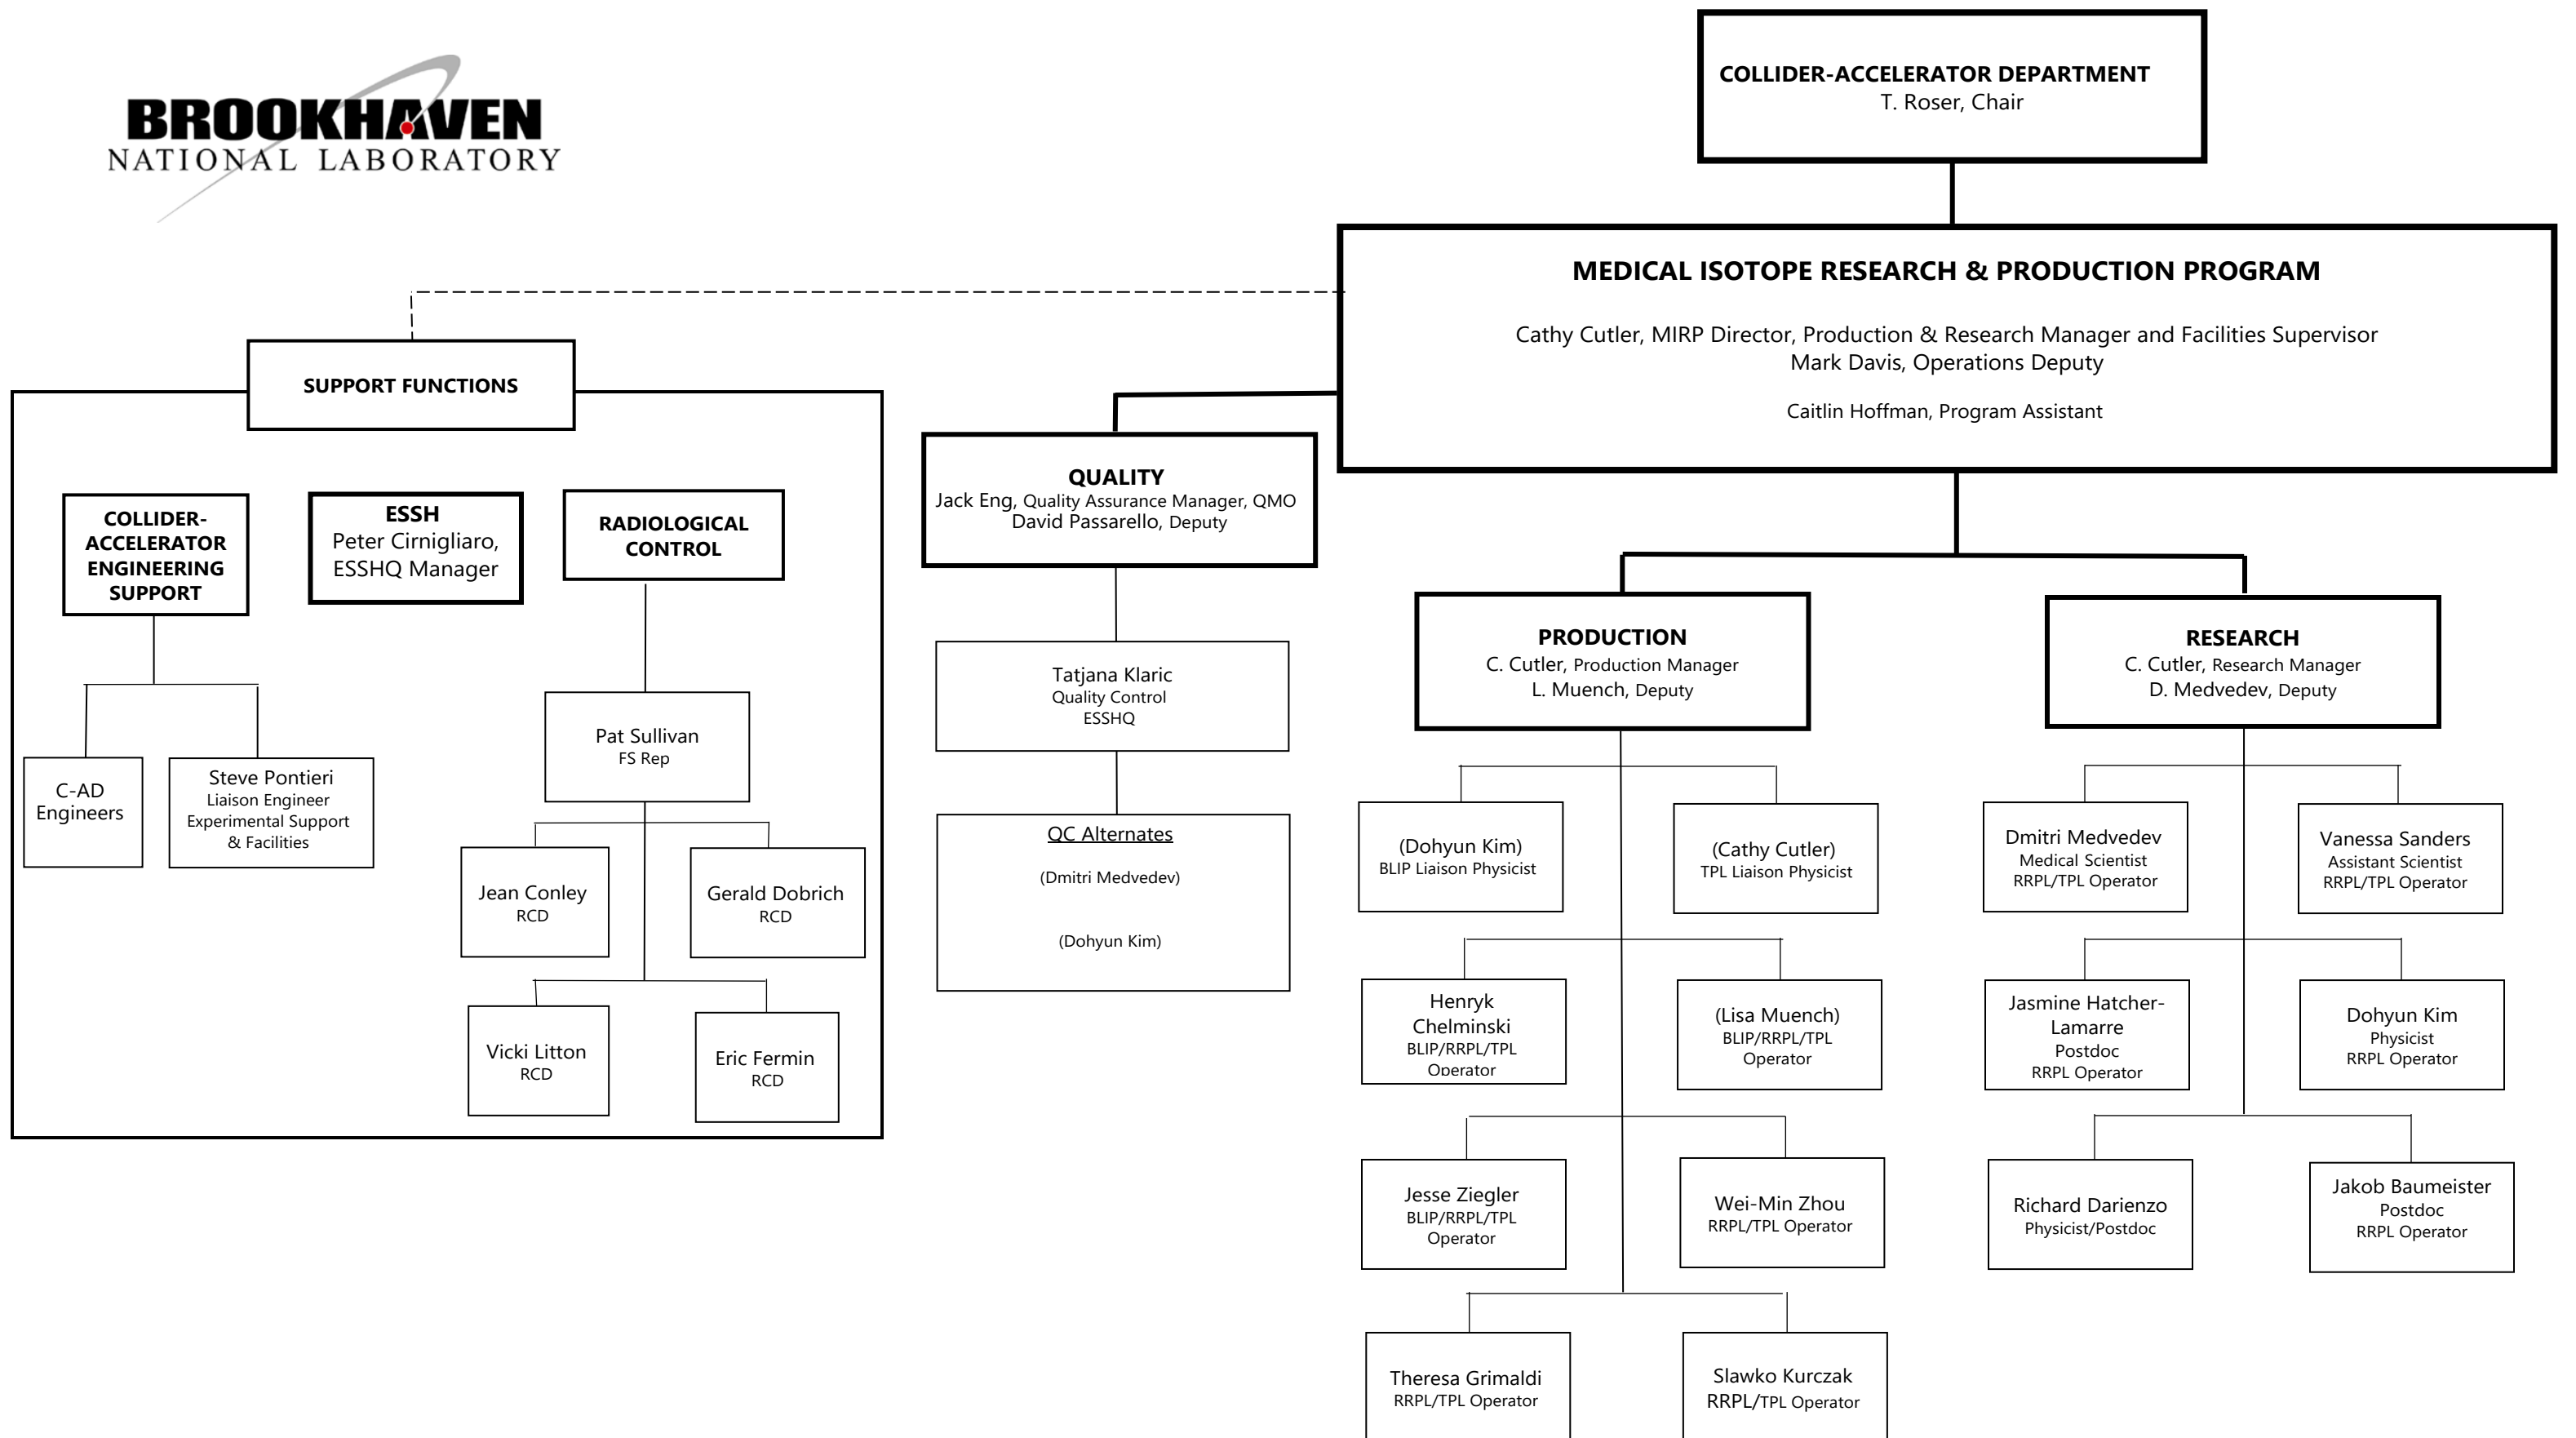 BROOKHAVEN
NATIONAL LABORATORY
COLLIDER-ACCELERATOR DEPARTMENT
T. Roser, Chair
MEDICAL ISOTOPE RESEARCH & PRODUCTION PROGRAM
Cathy Cutler, MIRP Director, Production & Research Manager and Facilities Supervisor
Mark Davis, Operations Deputy
Caitlin Hoffman, Program Assistant
SUPPORT FUNCTIONS
COLLIDER-
ACCELERATOR
ENGINEERING
SUPPORT
ESSH
Peter Cirnigliaro,
ESSHQ Manager
RADIOLOGICAL
CONTROL
C-AD
Engineers
Steve Pontieri
Liaison Engineer
Experimental Support
& Facilities
Pat Sullivan
FS Rep
Jean Conley
RCD
Gerald Dobrich
RCD
Vicki Litton
RCD
Eric Fermin
RCD
QUALITY
Jack Eng, Quality Assurance Manager, QMO
David Passarello, Deputy
Tatjana Klaric
Quality Control
ESSHQ
QC Alternates
(Dmitri Medvedev)
(Dohyun Kim)
PRODUCTION
C. Cutler, Production Manager
L. Muench, Deputy
(Dohyun Kim)
BLIP Liaison Physicist
(Cathy Cutler)
TPL Liaison Physicist
Henryk
Chelminski
BLIP/RRPL/TPL
Operator
(Lisa Muench)
BLIP/RRPL/TPL
Operator
Jesse Ziegler
BLIP/RRPL/TPL
Operator
Wei-Min Zhou
RRPL/TPL Operator
Theresa Grimaldi
RRPL/TPL Operator
Slawko Kurczak
RRPL/TPL Operator
RESEARCH
C. Cutler, Research Manager
D. Medvedev, Deputy
Dmitri Medvedev
Medical Scientist
RRPL/TPL Operator
Vanessa Sanders
Assistant Scientist
RRPL/TPL Operator
Jasmine Hatcher-
Lamarre
Postdoc
RRPL Operator
Dohyun Kim
Physicist
RRPL Operator
Richard Darienzo
Physicist/Postdoc
Jakob Baumeister
Postdoc
RRPL Operator